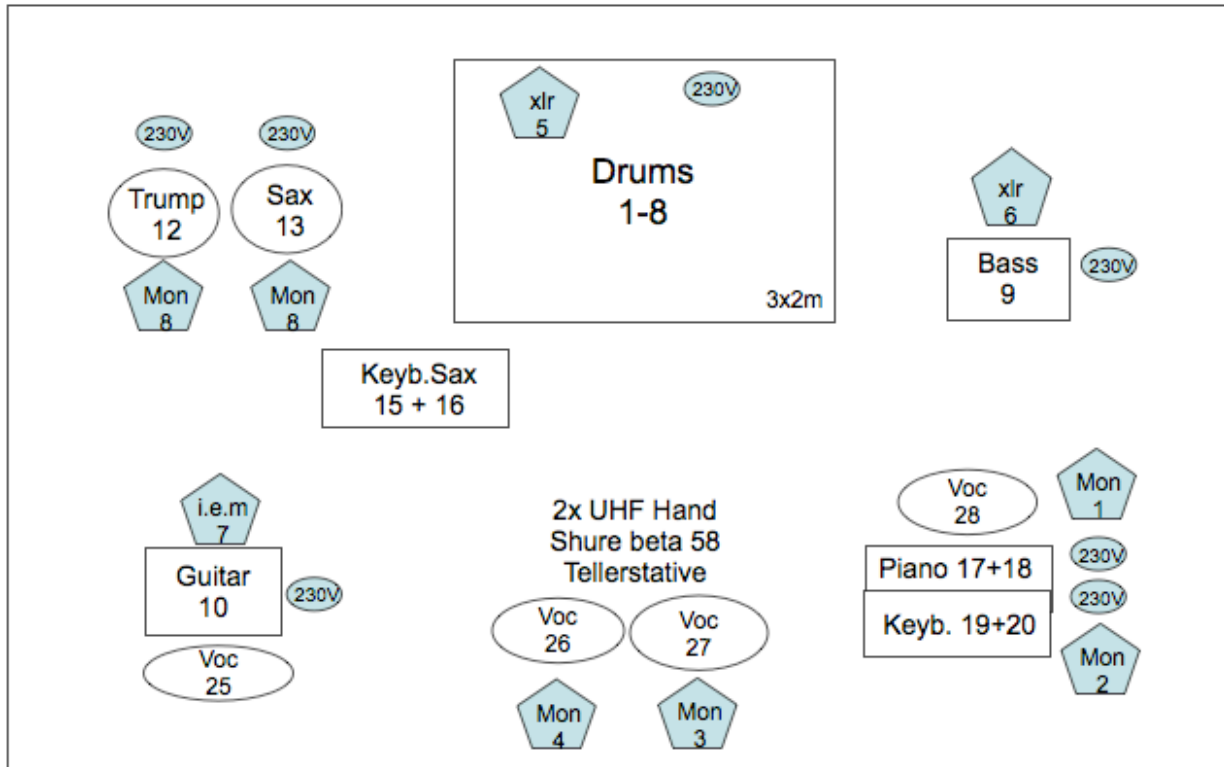 xlr
5
230V
Drums
1-8
3x2m
230V
230V
Trump
12
Sax
13
Mon
8
Mon
8
xlr
6
Bass
9
230V
Keyb.Sax
15 + 16
i.e.m
7
Guitar
10
230V
Voc
25
2x UHF Hand
Shure beta 58
Tellerstative
Voc
26
Voc
27
Mon
4
Mon
3
Voc
28
Mon
1
Piano 17+18
230V
Keyb. 19+20
230V
Mon
2